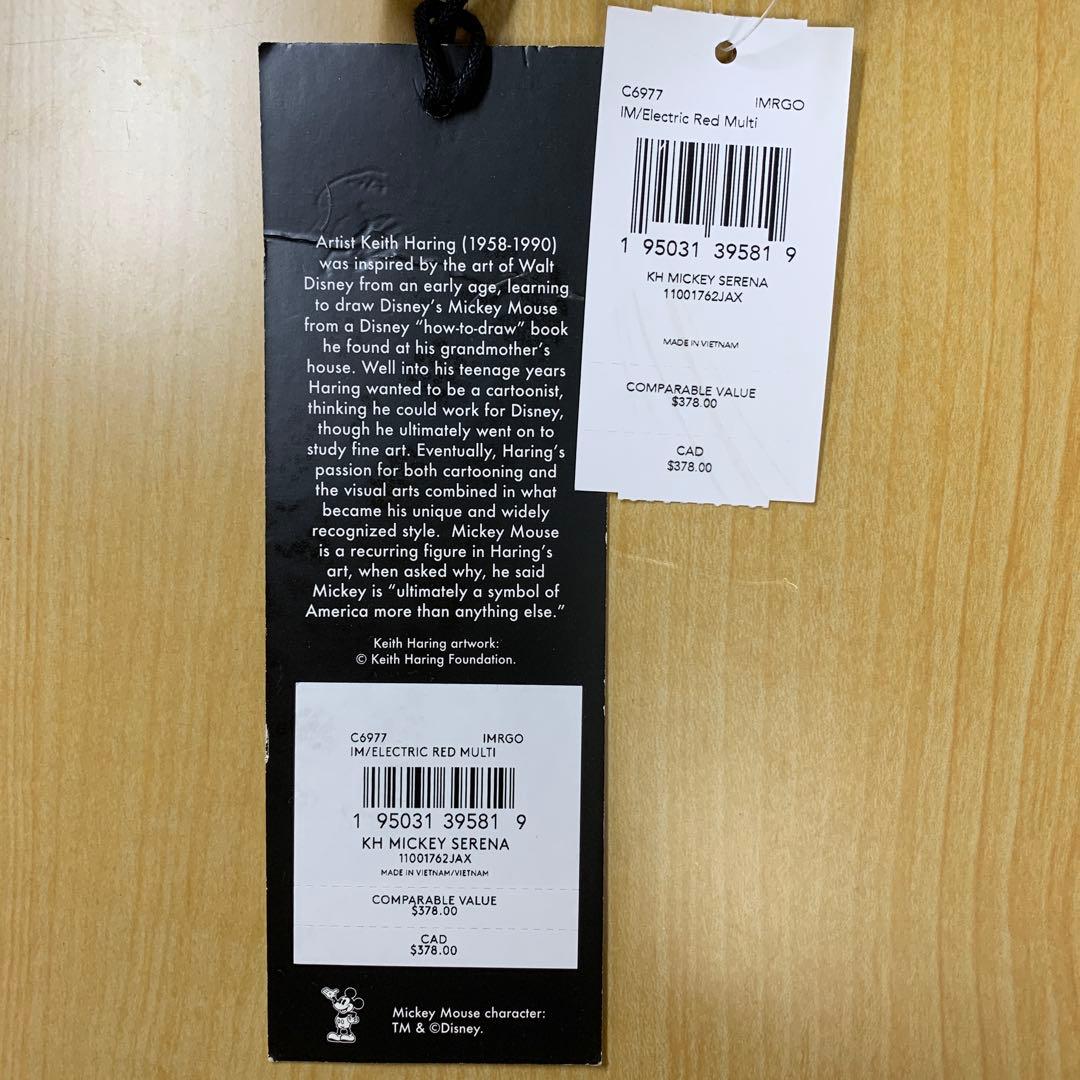 Artist Keith Haring (1958-1990)
was inspired by the art of Walt
Disney from an early age, learning
to draw Disney's Mickey Mouse
from a Disney "how-to-draw" book
he found at his grandmother's
house. Well into his teenage years
Haring wanted to be a cartoonist,
thinking he could work for Disney,
though he ultimately went on to
study fine art. Eventually, Haring's
passion for both cartooning and
the visual arts combined in what
became his unique and widely
recognized style. Mickey Mouse
is a recurring figure in Haring's
art, when asked why, he said
Mickey is "ultimately a symbol of
America more than anything else."
Keith Haring artwork:
© Keith Haring Foundation.
C6977 IMRGO
IM/ELECTRIC RED MULTI
1 95031 39581 9
KH MICKEY SERENA
11001762JAX
MADE IN VIETNAM/VIETNAM
COMPARABLE VALUE
$378.00
CAD
$378.00
Mickey Mouse character:
TM & ©Disney.
C6977 IMRGO
IM/Electric Red Multi
1 95031 39581 9
KH MICKEY SERENA
11001762JAX
MADE IN VIETNAM
COMPARABLE VALUE
$378.00
CAD
$378.00